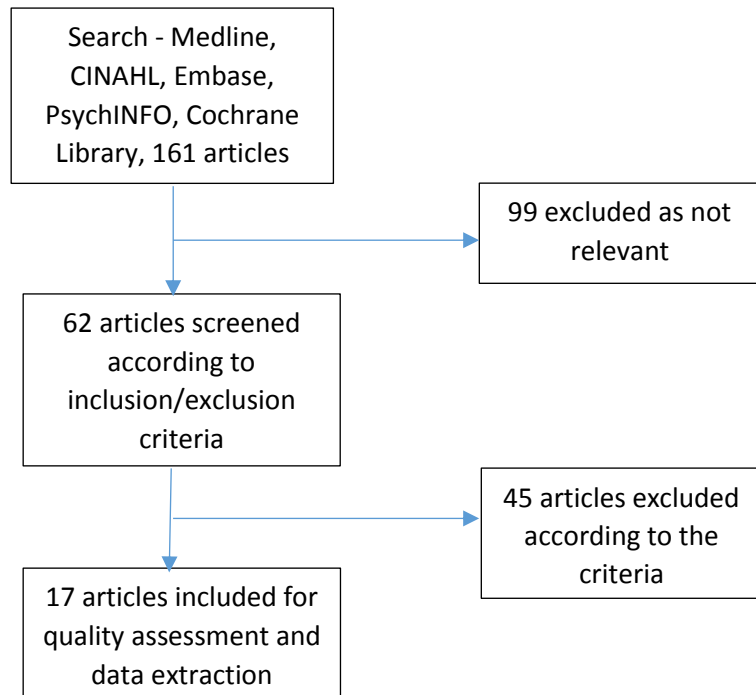 Search - Medline,
CINAHL, Embase,
PsychINFO, Cochrane
Library, 161 articles
99 excluded as not
relevant
62 articles screened
according to
inclusion/exclusion
criteria
45 articles excluded
according to the
criteria
17 articles included for
quality assessment and
data extraction